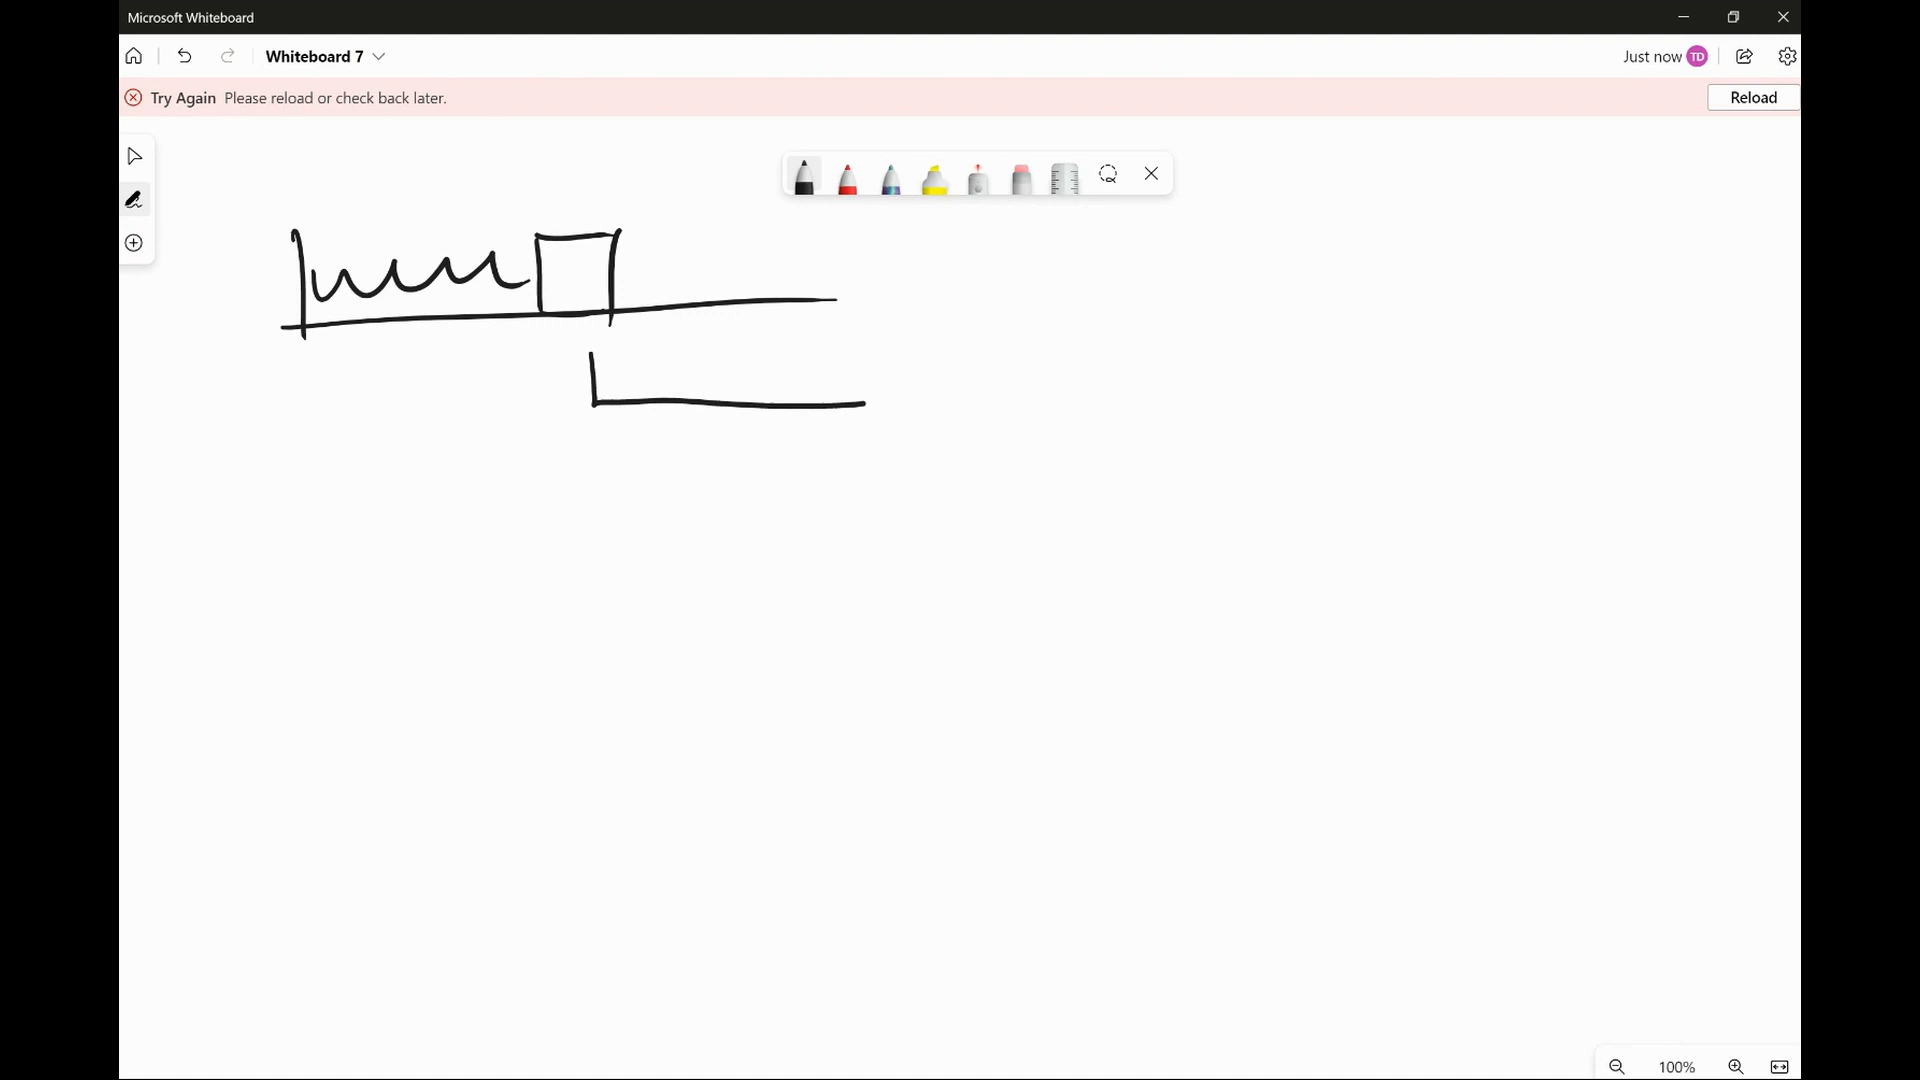 Microsoft Whiteboard
Whiteboard 7
Just now TD
Try Again Please reload or check back later.
Reload
100%